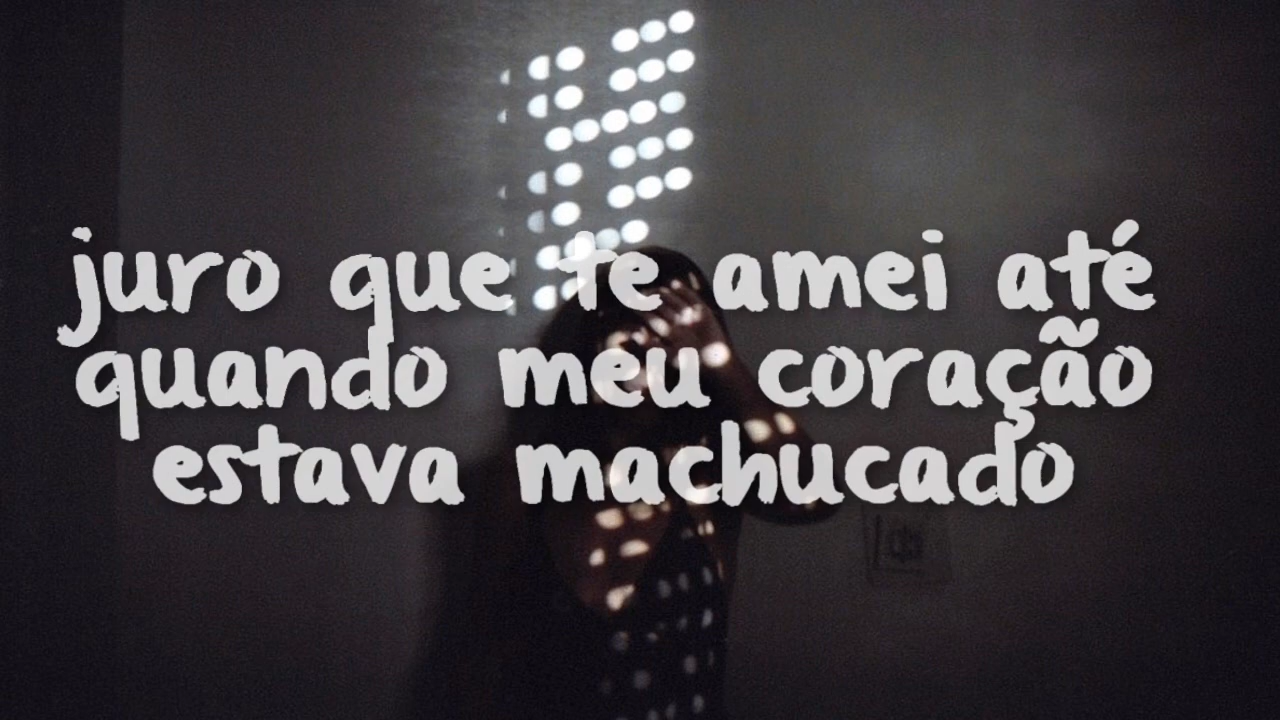 juro que te amei até
quando meu coração
estava machucado